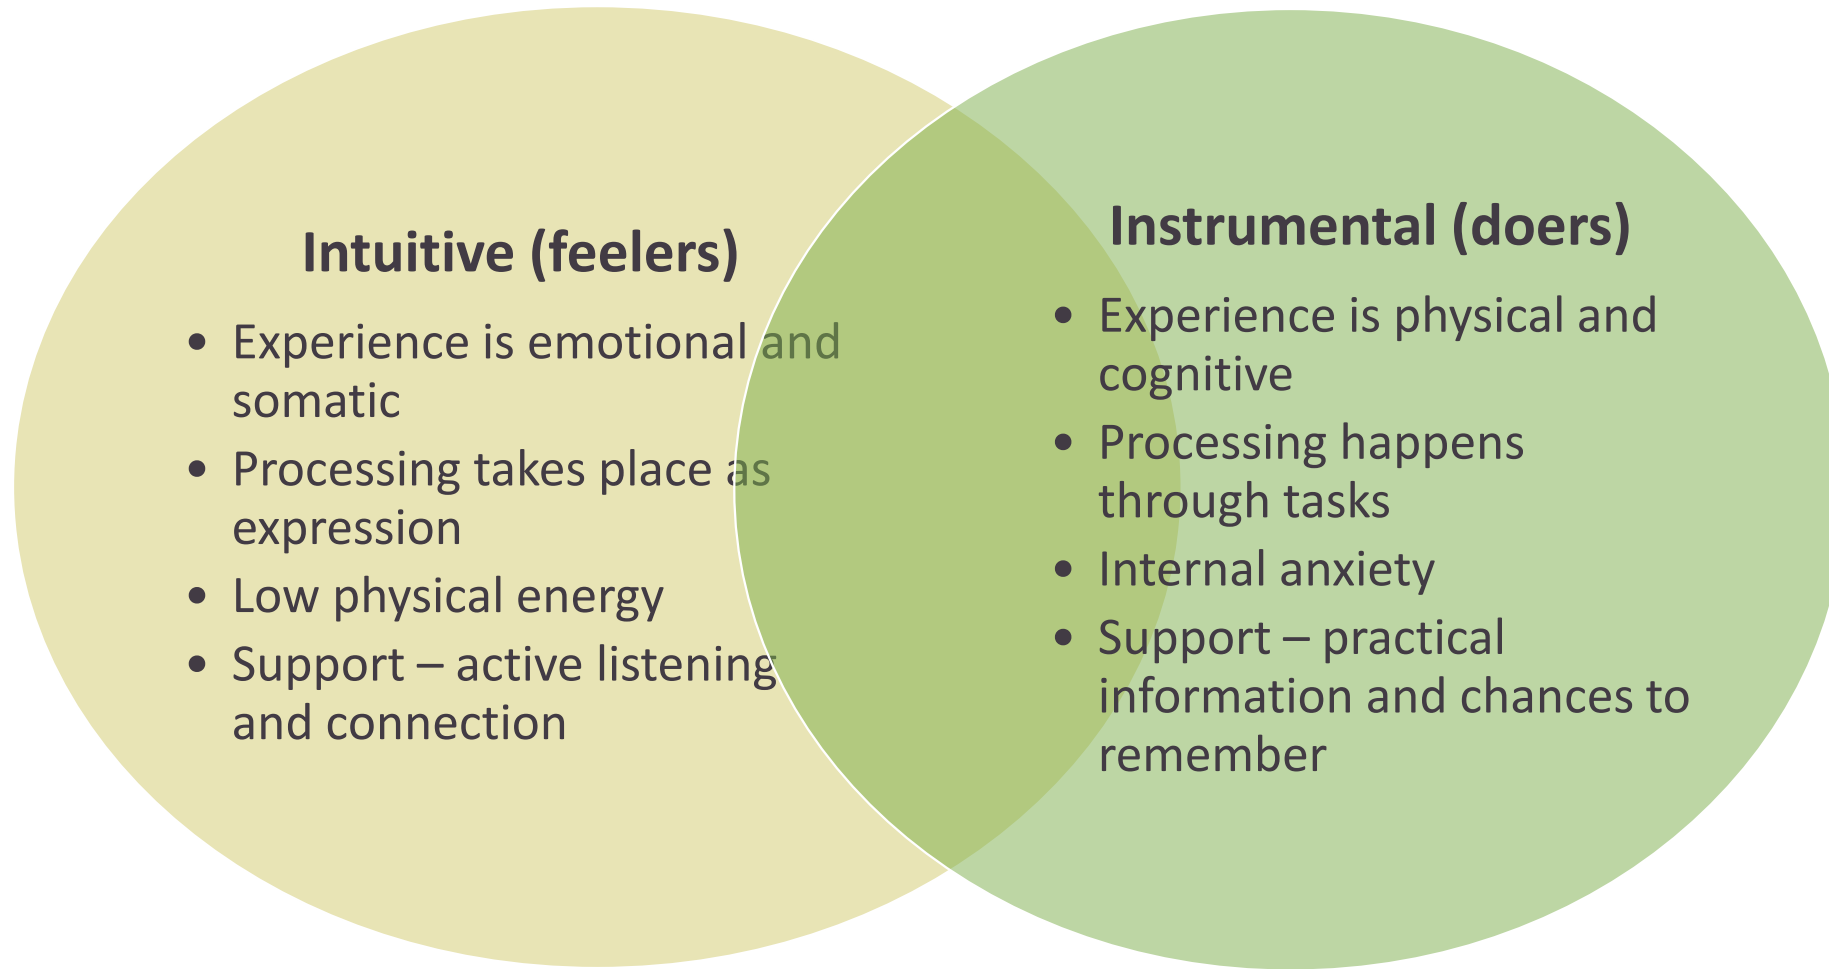 Intuitive (feelers)
• Experience is emotional and
somatic
• Processing takes place as
expression
• Low physical energy
• Support – active listening
and connection
Instrumental (doers)
• Experience is physical and
cognitive
• Processing happens
through tasks
• Internal anxiety
• Support – practical
information and chances to
remember